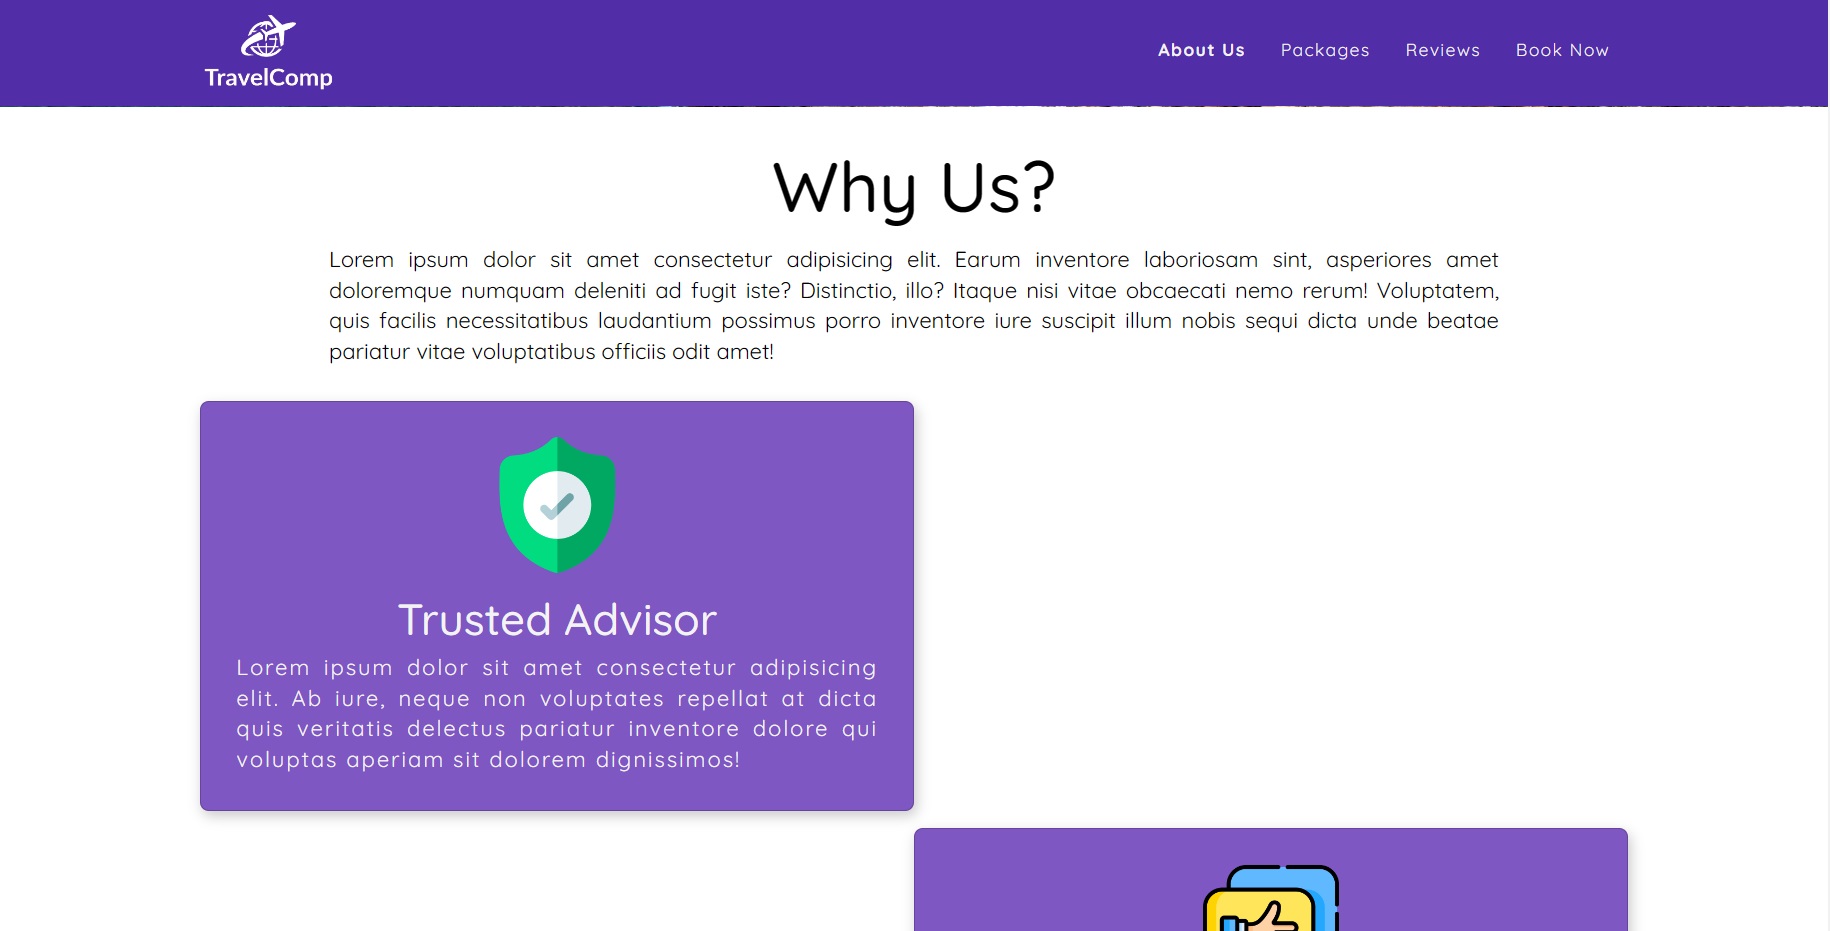 TravelComp
About Us Packages Reviews Book Now
Why Us?
Lorem ipsum dolor sit amet consectetur adipisicing elit. Earum inventore laboriosam sint, asperiores amet
doloremque numquam deleniti ad fugit iste? Distinctio, illo? Itaque nisi vitae obcaecati nemo rerum! Voluptatem,
quis facilis necessitatibus laudantium possimus porro inventore iure suscipit illum nobis sequi dicta unde beatae
pariatur vitae voluptatibus officiis odit amet!
Trusted Advisor
Lorem ipsum dolor sit amet consectetur adipisicing
elit. Ab iure, neque non voluptates repellat at dicta
quis veritatis delectus pariatur inventore dolore qui
voluptas aperiam sit dolorem dignissimos!